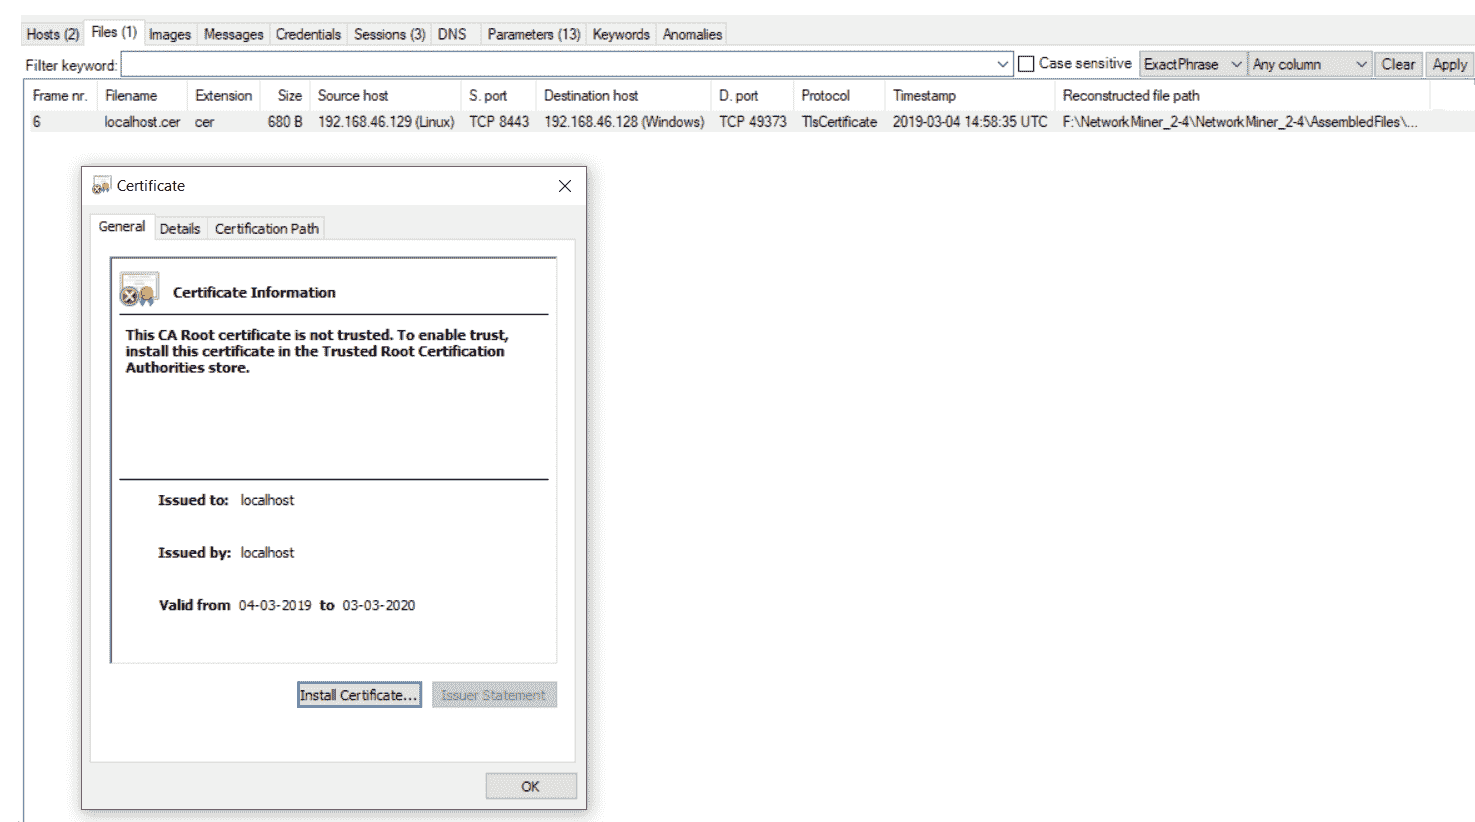 Hosts (2) Files (1) Images Messages Credentials Sessions (3) DNS Parameters (13) Keywords Anomalies
Filter keyword: Case sensitive ExactPhrase Any column Clear Apply
Frame nr. Filename Extension Size Source host S. port Destination host D. port Protocol Timestamp Reconstructed file path
6 localhost.cer cer 680 B 192.168.46.129 (Linux) TCP 8443 192.168.46.128 (Windows) TCP 49373 TlsCertificate 2019-03-04 14:58:35 UTC F:\NetworkMiner_2-4\NetworkMiner_2-4\AssembledFiles\...
Certificate
General Details Certification Path
Certificate Information
This CA Root certificate is not trusted. To enable trust,
install this certificate in the Trusted Root Certification
Authorities store.
Issued to: localhost
Issued by: localhost
Valid from 04-03-2019 to 03-03-2020
Install Certificate... Issuer Statement
OK